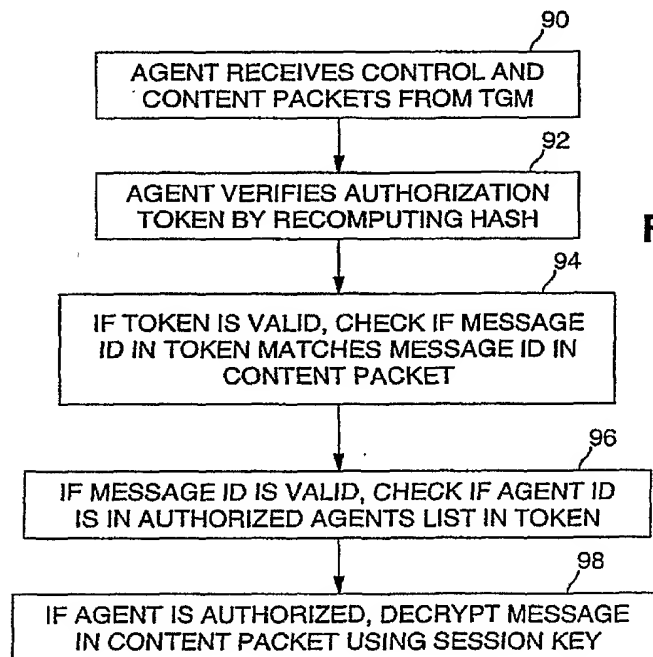 90
AGENT RECEIVES CONTROL AND
CONTENT PACKETS FROM TGM
92
AGENT VERIFIES AUTHORIZATION
TOKEN BY RECOMPUTING HASH
94
IF TOKEN IS VALID, CHECK IF MESSAGE
ID IN TOKEN MATCHES MESSAGE ID IN
CONTENT PACKET
96
IF MESSAGE ID IS VALID, CHECK IF AGENT ID
IS IN AUTHORIZED AGENTS LIST IN TOKEN
98
IF AGENT IS AUTHORIZED, DECRYPT MESSAGE
IN CONTENT PACKET USING SESSION KEY